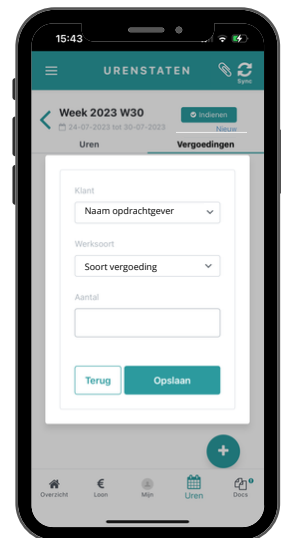 15:43
URENSTATEN
Sync
Week 2023 W30
Indienen
24-07-2023 tot 30-07-2023
Nieuw
Uren
Vergoedingen
Klant
Naam opdrachtgever
Werksoort
Soort vergoeding
Aantal
Terug
Opslaan
+
Overzicht
Loon
Mijn
Uren
Docs